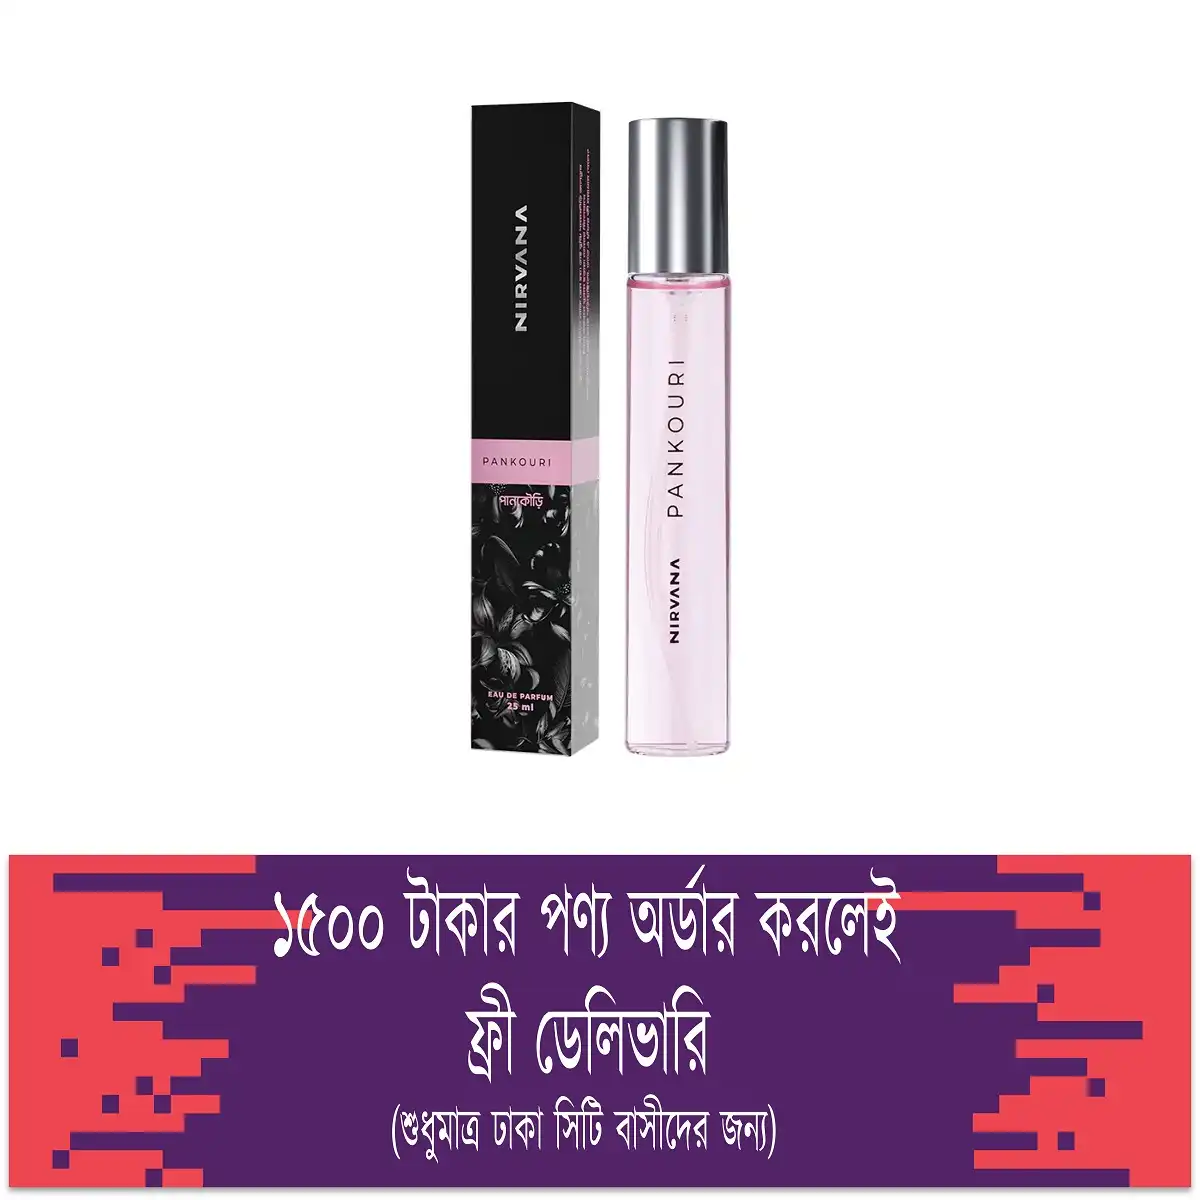 NIRVANA
PANKOURI
পানকৌড়ি
EAU DE PARFUM
25 ml
NIRVANA PANKOURI
১৫০০ টাকার পণ্য অর্ডার করলেই
ফ্রী ডেলিভারি
(শুধুমাত্র ঢাকা সিটি বাসীদের জন্য)